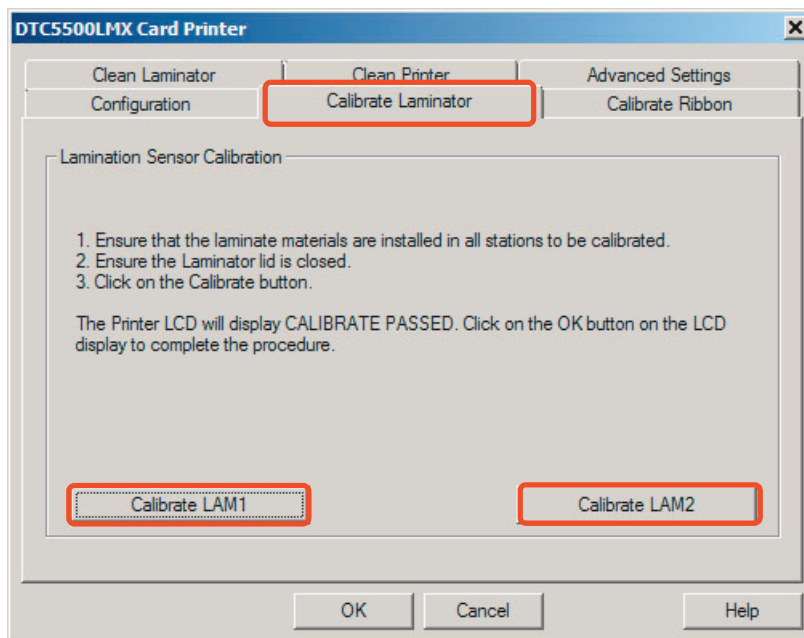 DTC5500LMX Card Printer
Clean Laminator
Clean Printer
Advanced Settings
Configuration
Calibrate Laminator
Calibrate Ribbon
Lamination Sensor Calibration
1. Ensure that the laminate materials are installed in all stations to be calibrated.
2. Ensure the Laminator lid is closed.
3. Click on the Calibrate button.
The Printer LCD will display CALIBRATE PASSED. Click on the OK button on the LCD
display to complete the procedure.
Calibrate LAM1
Calibrate LAM2
OK
Cancel
Help